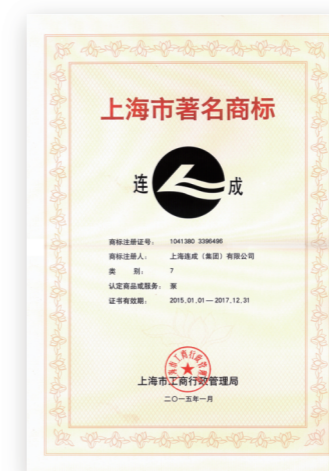 上海市著名商标
连 成
商标注册证号: 1041380 3396496
商标注册人: 上海连成(集团)有限公司
类 别: 7
认定商品或服务: 泵
证书有效期: 2015.01.01—2017.12.31
上海市工商行政管理局
二〇一五年一月